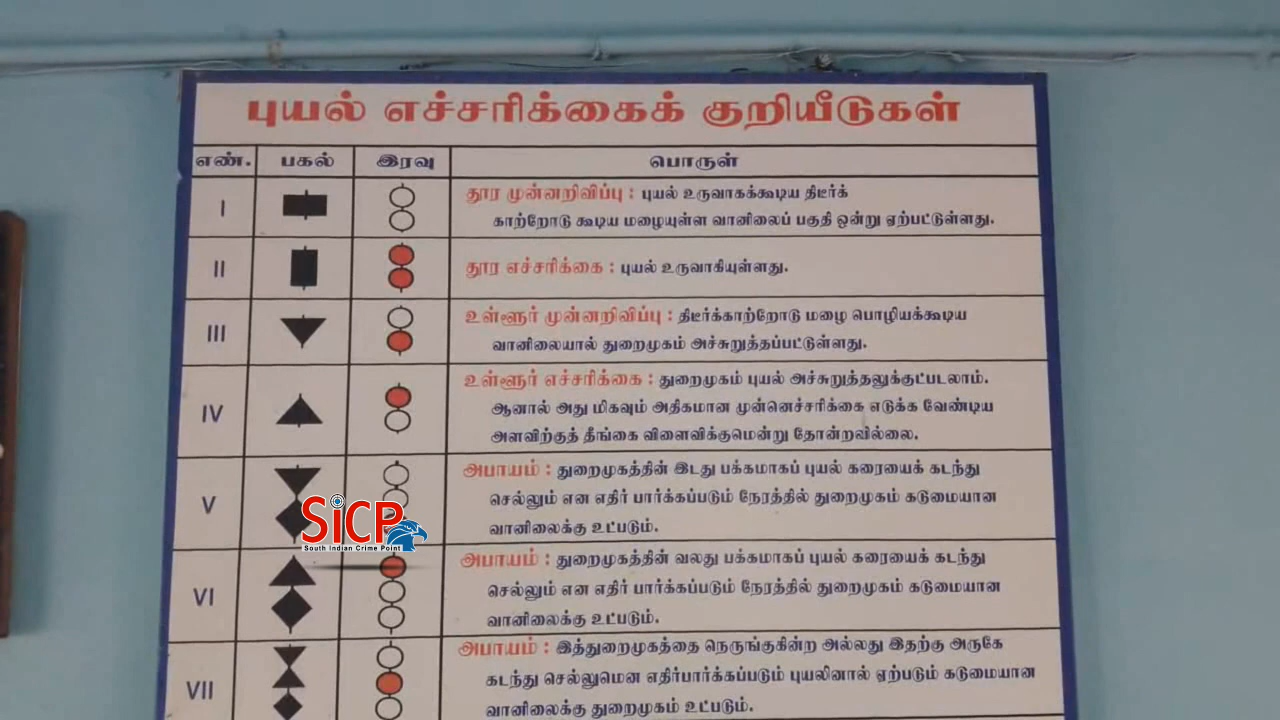 புயல் எச்சரிக்கைக் குறியீடுகள்
எண். பகல் இரவு பொருள்
I தூர முன்னறிவிப்பு : புயல் உருவாகக்கூடிய திடீர்க்
காற்றோடு கூடிய மழையுள்ள வானிலைப் பகுதி ஒன்று ஏற்பட்டுள்ளது.
II தூர எச்சரிக்கை : புயல் உருவாகியுள்ளது.
III உள்ளூர் முன்னறிவிப்பு : திடீர்க்காற்றோடு மழை பொழியக்கூடிய
வானிலையால் துறைமுகம் அச்சுறுத்தப்பட்டுள்ளது.
IV உள்ளூர் எச்சரிக்கை : துறைமுகம் புயல் அச்சுறுத்தலுக்குட்படலாம்.
ஆனால் அது மிகவும் அதிகமான முன்னெச்சரிக்கை எடுக்க வேண்டிய
அளவிற்குத் தீங்கை விளைவிக்குமென்று தோன்றவில்லை.
V அபாயம் : துறைமுகத்தின் இடது பக்கமாகப் புயல் கரையைக் கடந்து
செல்லும் என எதிர் பார்க்கப்படும் நேரத்தில் துறைமுகம் கடுமையான
வானிலைக்கு உட்படும்.
SiCP
South Indian Crime Point
VI அபாயம் : துறைமுகத்தின் வலது பக்கமாகப் புயல் கரையைக் கடந்து
செல்லும் என எதிர் பார்க்கப்படும் நேரத்தில் துறைமுகம் கடுமையான
வானிலைக்கு உட்படும்.
VII அபாயம் : இத்துறைமுகத்தை நெருங்குகின்ற அல்லது இதற்கு அருகே
கடந்து செல்லுமென எதிர்பார்க்கப்படும் புயலினால் ஏற்படும் கடுமையான
வானிலைக்கு துறைமுகம் உட்படும்.